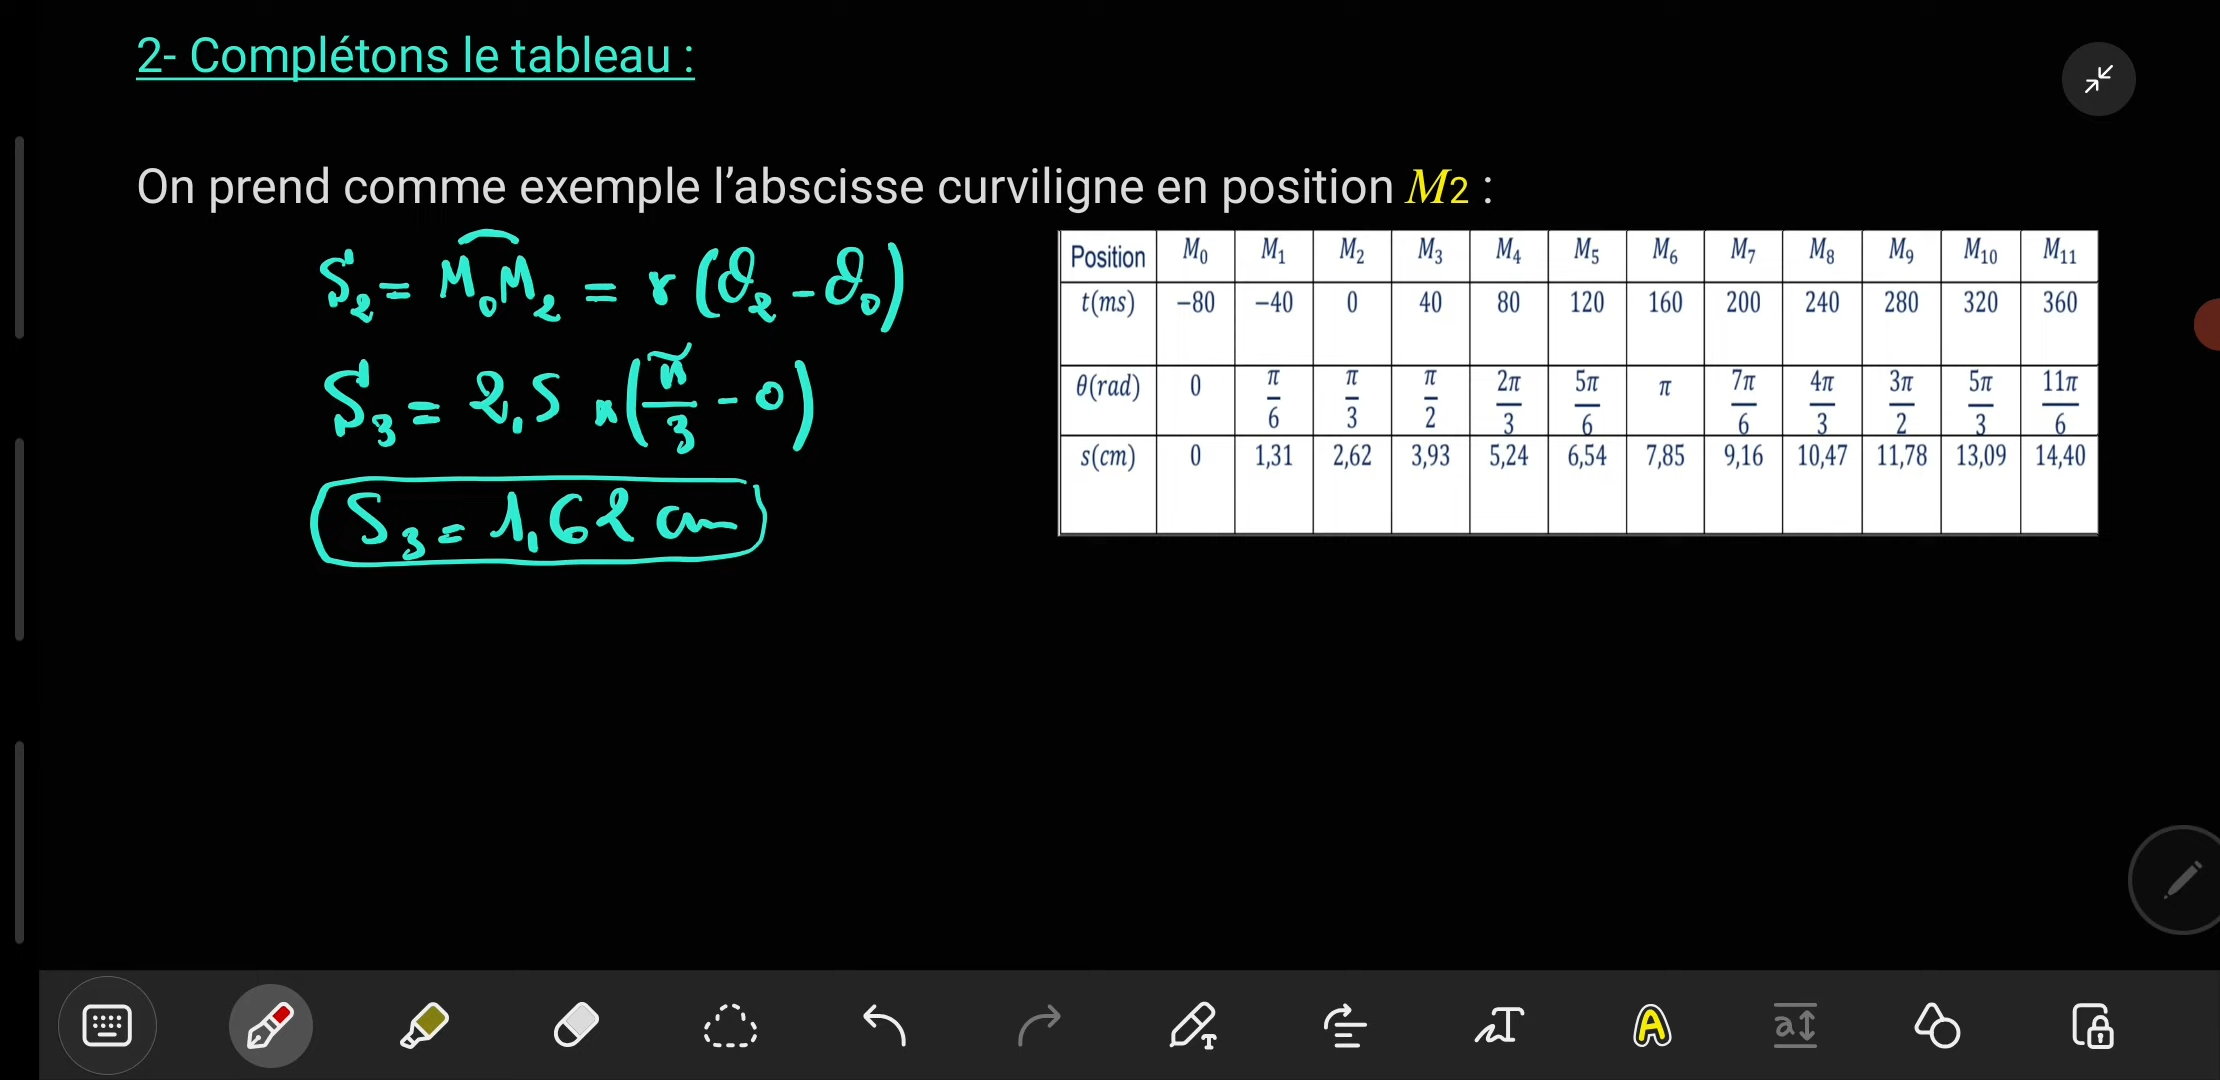 2- Complétons le tableau :
On prend comme exemple l’abscisse curviligne en position M2 :
S₂ = M₀M₂ = r (θ₂ - θ₀)
S₃ = 2,5 × (π/3 - 0)
S₃ = 1,62 cm
Position M₀ M₁ M₂ M₃ M₄ M₅ M₆ M₇ M₈ M₉ M₁₀ M₁₁
t(ms) −80 −40 0 40 80 120 160 200 240 280 320 360
θ(rad) 0 π/6 π/3 π/2 2π/3 5π/6 π 7π/6 4π/3 3π/2 5π/3 11π/6
s(cm) 0 1,31 2,62 3,93 5,24 6,54 7,85 9,16 10,47 11,78 13,09 14,40